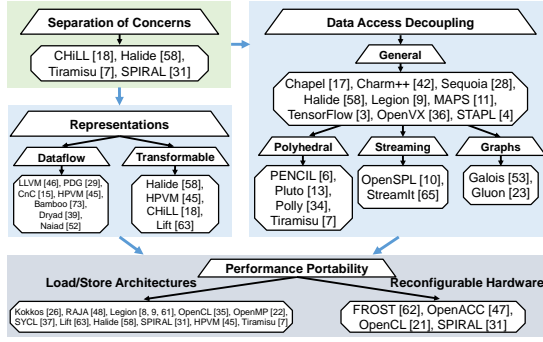 Separation of Concerns
CHiLL [18], Halide [58],
Tiramisu [7], SPIRAL [31]
Data Access Decoupling
General
Chapel [17], Charm++ [42], Sequoia [28],
Halide [58], Legion [9], MAPS [11],
TensorFlow [3], OpenVX [36], STAPL [4]
Polyhedral
PENCIL [6],
Pluto [13],
Polly [34],
Tiramisu [7]
Streaming
OpenSPL [10],
StreamIt [65]
Graphs
Galois [53]
Gluon [23]
Representations
Dataflow
LLVM [46], PDG [29]
CnC [15], HPVM [45],
Bamboo [73],
Dryad [39],
Naiad [52]
Transformable
Halide [58],
HPVM [45],
CHiLL [18],
Lift [63]
Performance Portability
Load/Store Architectures
Kokkos [26], RAJA [48], Legion [8, 9, 61], OpenCL [35], OpenMP [22],
SYCL [37], Lift [63], Halide [58], SPIRAL [31], HPVM [45], Tiramisu [7]
Reconfigurable Hardware
FROST [62], OpenACC [47]
OpenCL [21], SPIRAL [31]